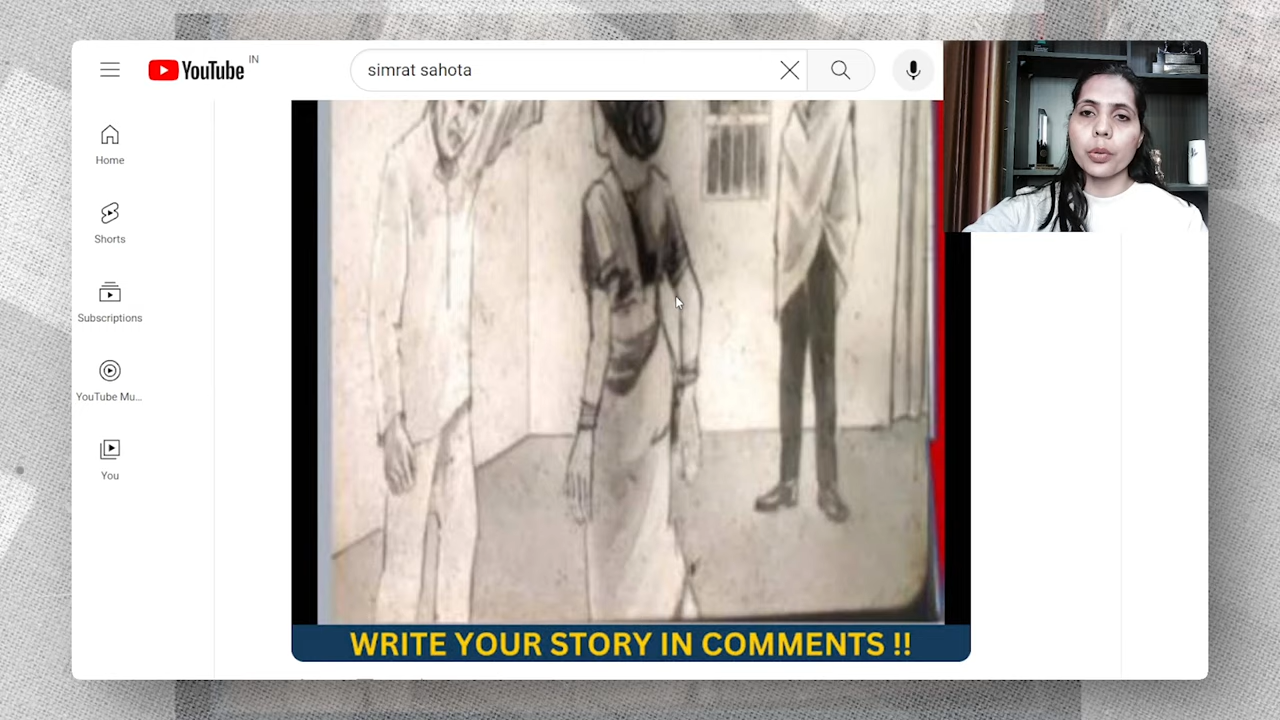 YouTube IN
simrat sahota
Home
Shorts
Subscriptions
YouTube Mu...
You
WRITE YOUR STORY IN COMMENTS !!